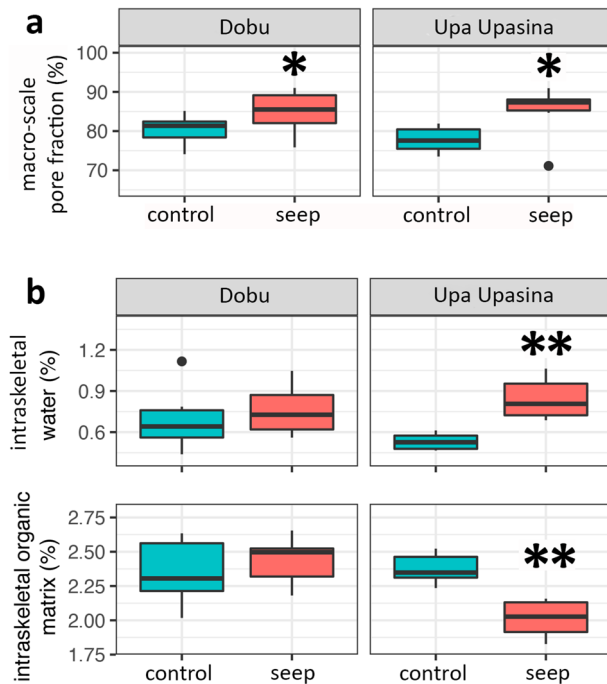 a
Dobu
Upa Upasina
macro-scale
pore fraction (%)
100
90
80
70
*
*
control
seep
control
seep
b
Dobu
Upa Upasina
intraskeletal
water (%)
1.2
0.9
0.6
**
intraskeletal organic
matrix (%)
2.75
2.50
2.25
2.00
1.75
**
control
seep
control
seep